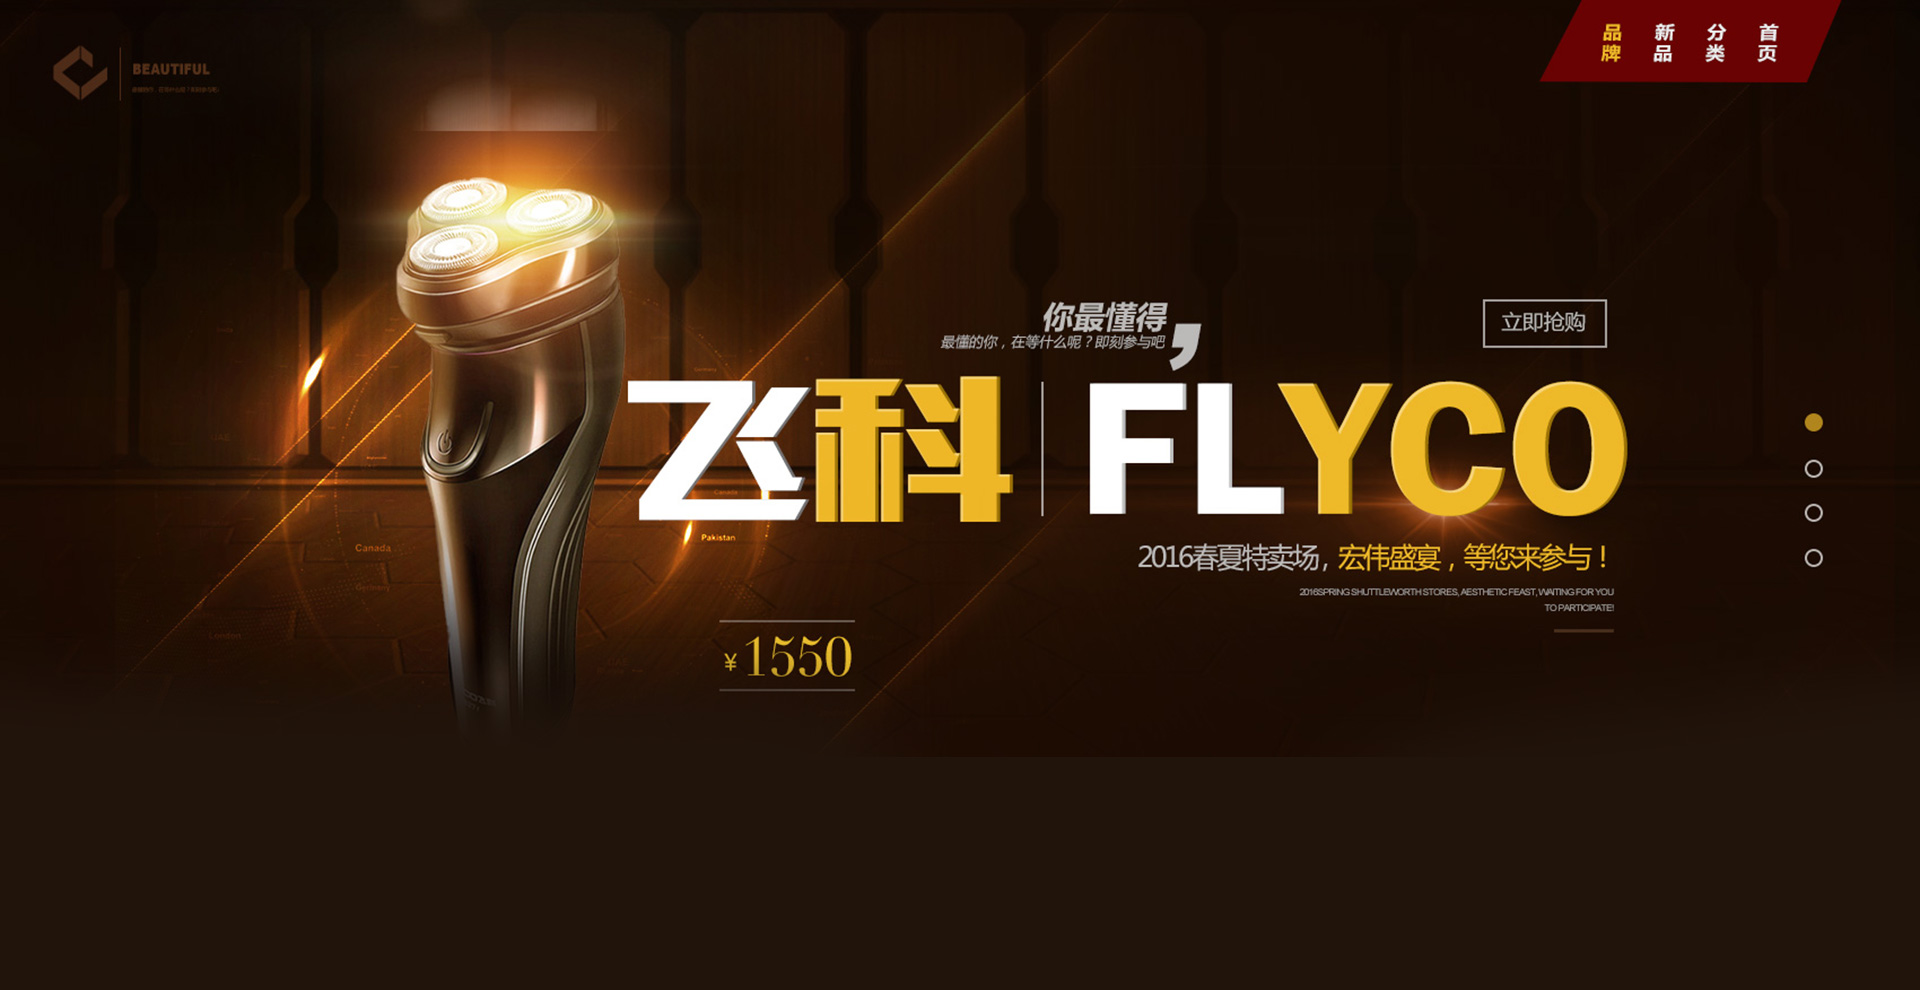 BEAUTIFUL
品牌
新品
分类
首页
你最懂得
，
最懂的你，在等什么呢？即刻参与吧
立即抢购
飞科 FLYCO
Canada
Pakistan
Germany
London
2016春夏特卖场，宏伟盛宴，等您来参与！
2016SPRING SHUTTLEWORTH STORES, AESTHETIC FEAST, WAITING FOR YOU
TO PARTICIPATE!
¥1550